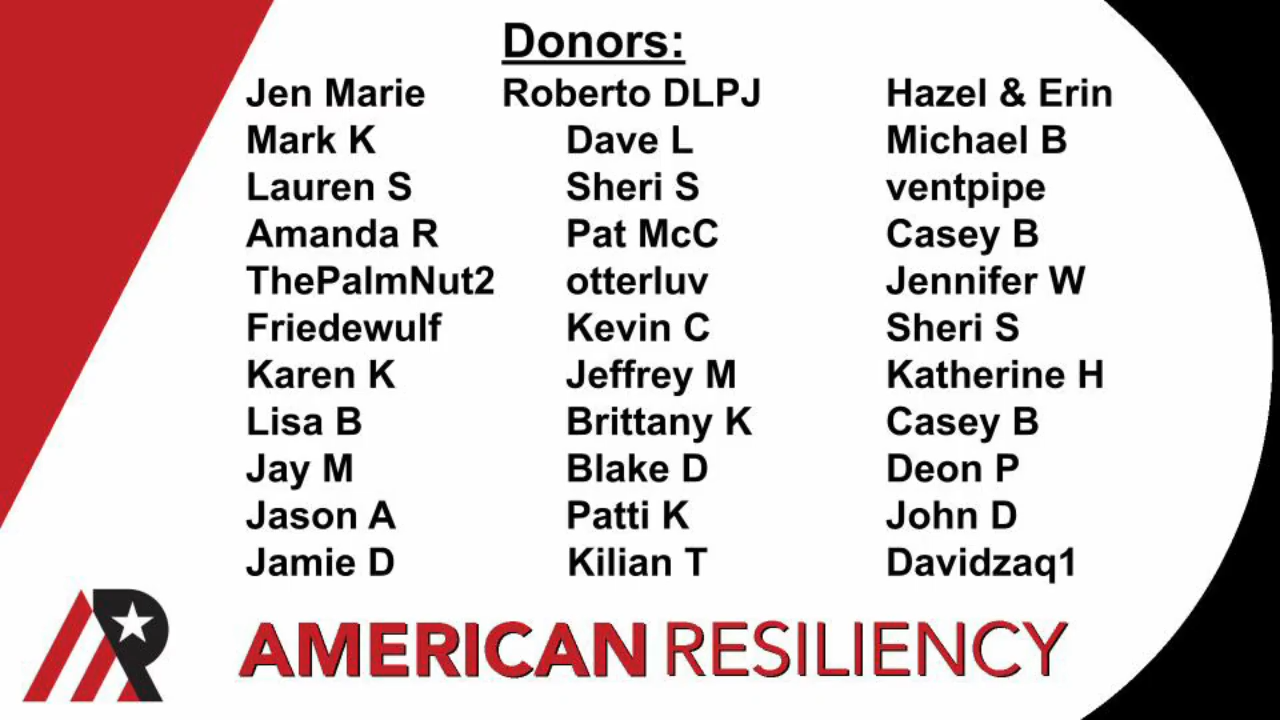 Donors:
Jen Marie Roberto DLPJ Hazel & Erin
Mark K Dave L Michael B
Lauren S Sheri S ventpipe
Amanda R Pat McC Casey B
ThePalmNut2 otterluv Jennifer W
Friedewulf Kevin C Sheri S
Karen K Jeffrey M Katherine H
Lisa B Brittany K Casey B
Jay M Blake D Deon P
Jason A Patti K John D
Jamie D Kilian T Davidzaq1
AR AMERICAN RESILIENCY